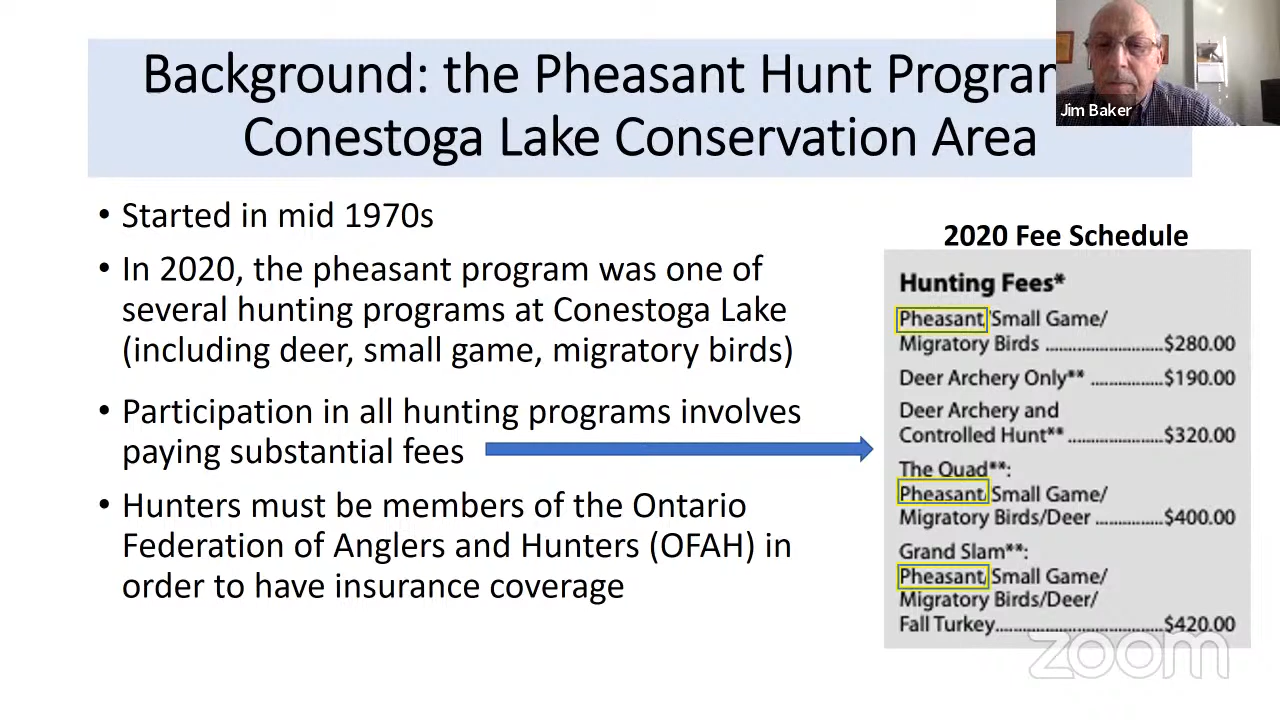 Background: the Pheasant Hunt Program
Conestoga Lake Conservation Area
Jim Baker
• Started in mid 1970s
• In 2020, the pheasant program was one of
several hunting programs at Conestoga Lake
(including deer, small game, migratory birds)
• Participation in all hunting programs involves
paying substantial fees
• Hunters must be members of the Ontario
Federation of Anglers and Hunters (OFAH) in
order to have insurance coverage
2020 Fee Schedule
Hunting Fees*
Pheasant/Small Game/
Migratory Birds ........................$280.00
Deer Archery Only** ...............$190.00
Deer Archery and
Controlled Hunt** ...................$320.00
The Quad**:
Pheasant/Small Game/
Migratory Birds/Deer ..............$400.00
Grand Slam**:
Pheasant/Small Game/
Migratory Birds/Deer/
Fall Turkey.................................$420.00
zoom